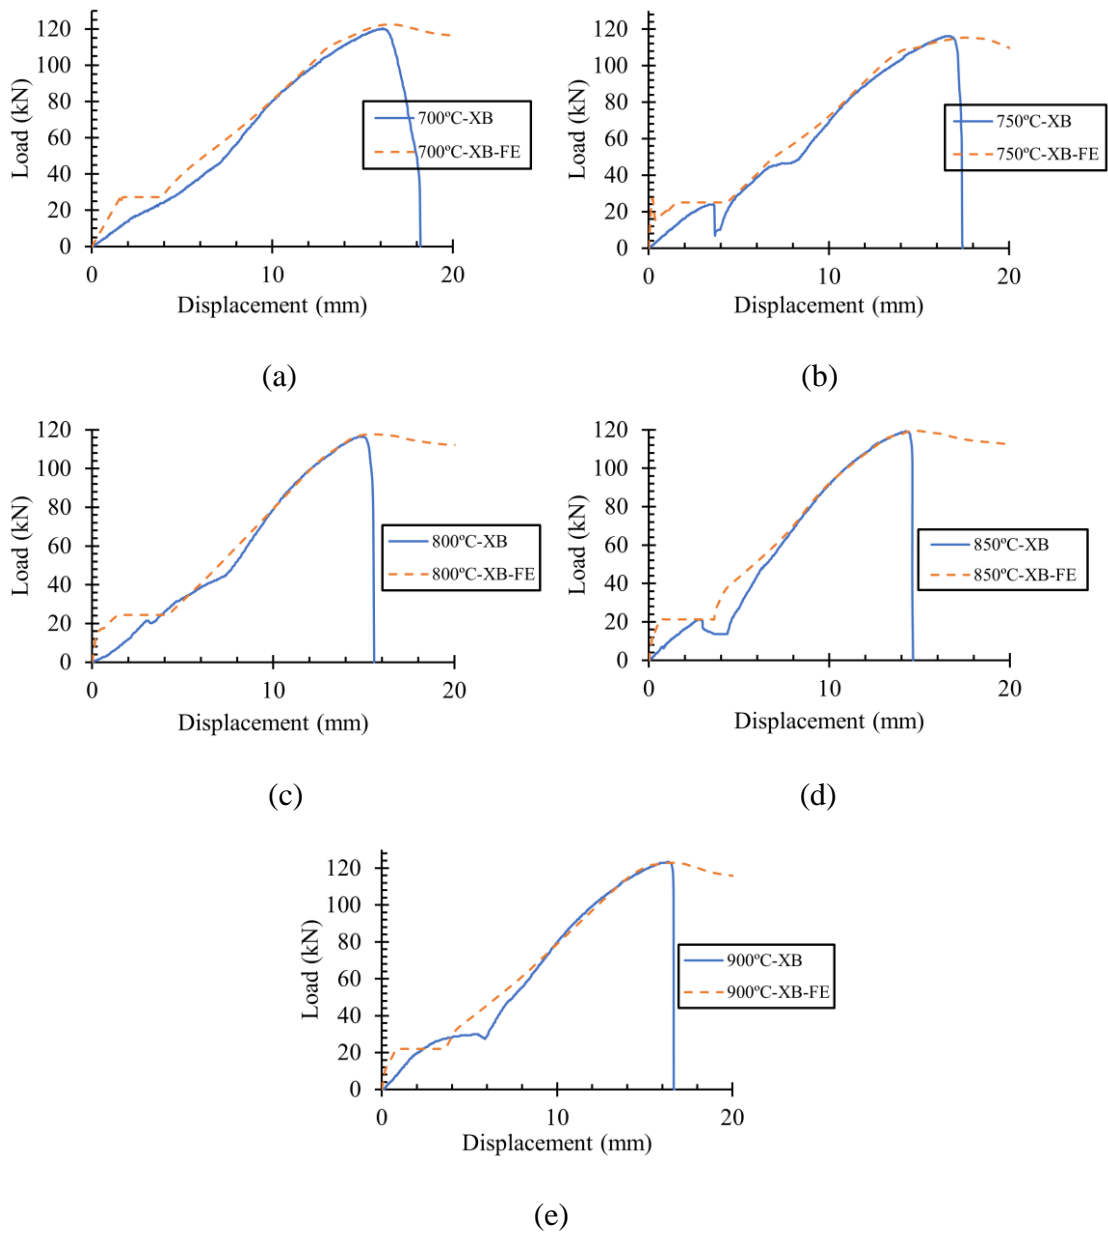 120
100
80
60
40
20
0
Load (kN)
0
10
20
Displacement (mm)
700ºC-XB
700ºC-XB-FE
(a)
120
100
80
60
40
20
0
Load (kN)
0
10
20
Displacement (mm)
750ºC-XB
750ºC-XB-FE
(b)
120
100
80
60
40
20
0
Load (kN)
0
10
20
Displacement (mm)
800ºC-XB
800ºC-XB-FE
(c)
120
100
80
60
40
20
0
Load (kN)
0
10
20
Displacement (mm)
850ºC-XB
850ºC-XB-FE
(d)
120
100
80
60
40
20
0
Load (kN)
0
10
20
Displacement (mm)
900ºC-XB
900ºC-XB-FE
(e)